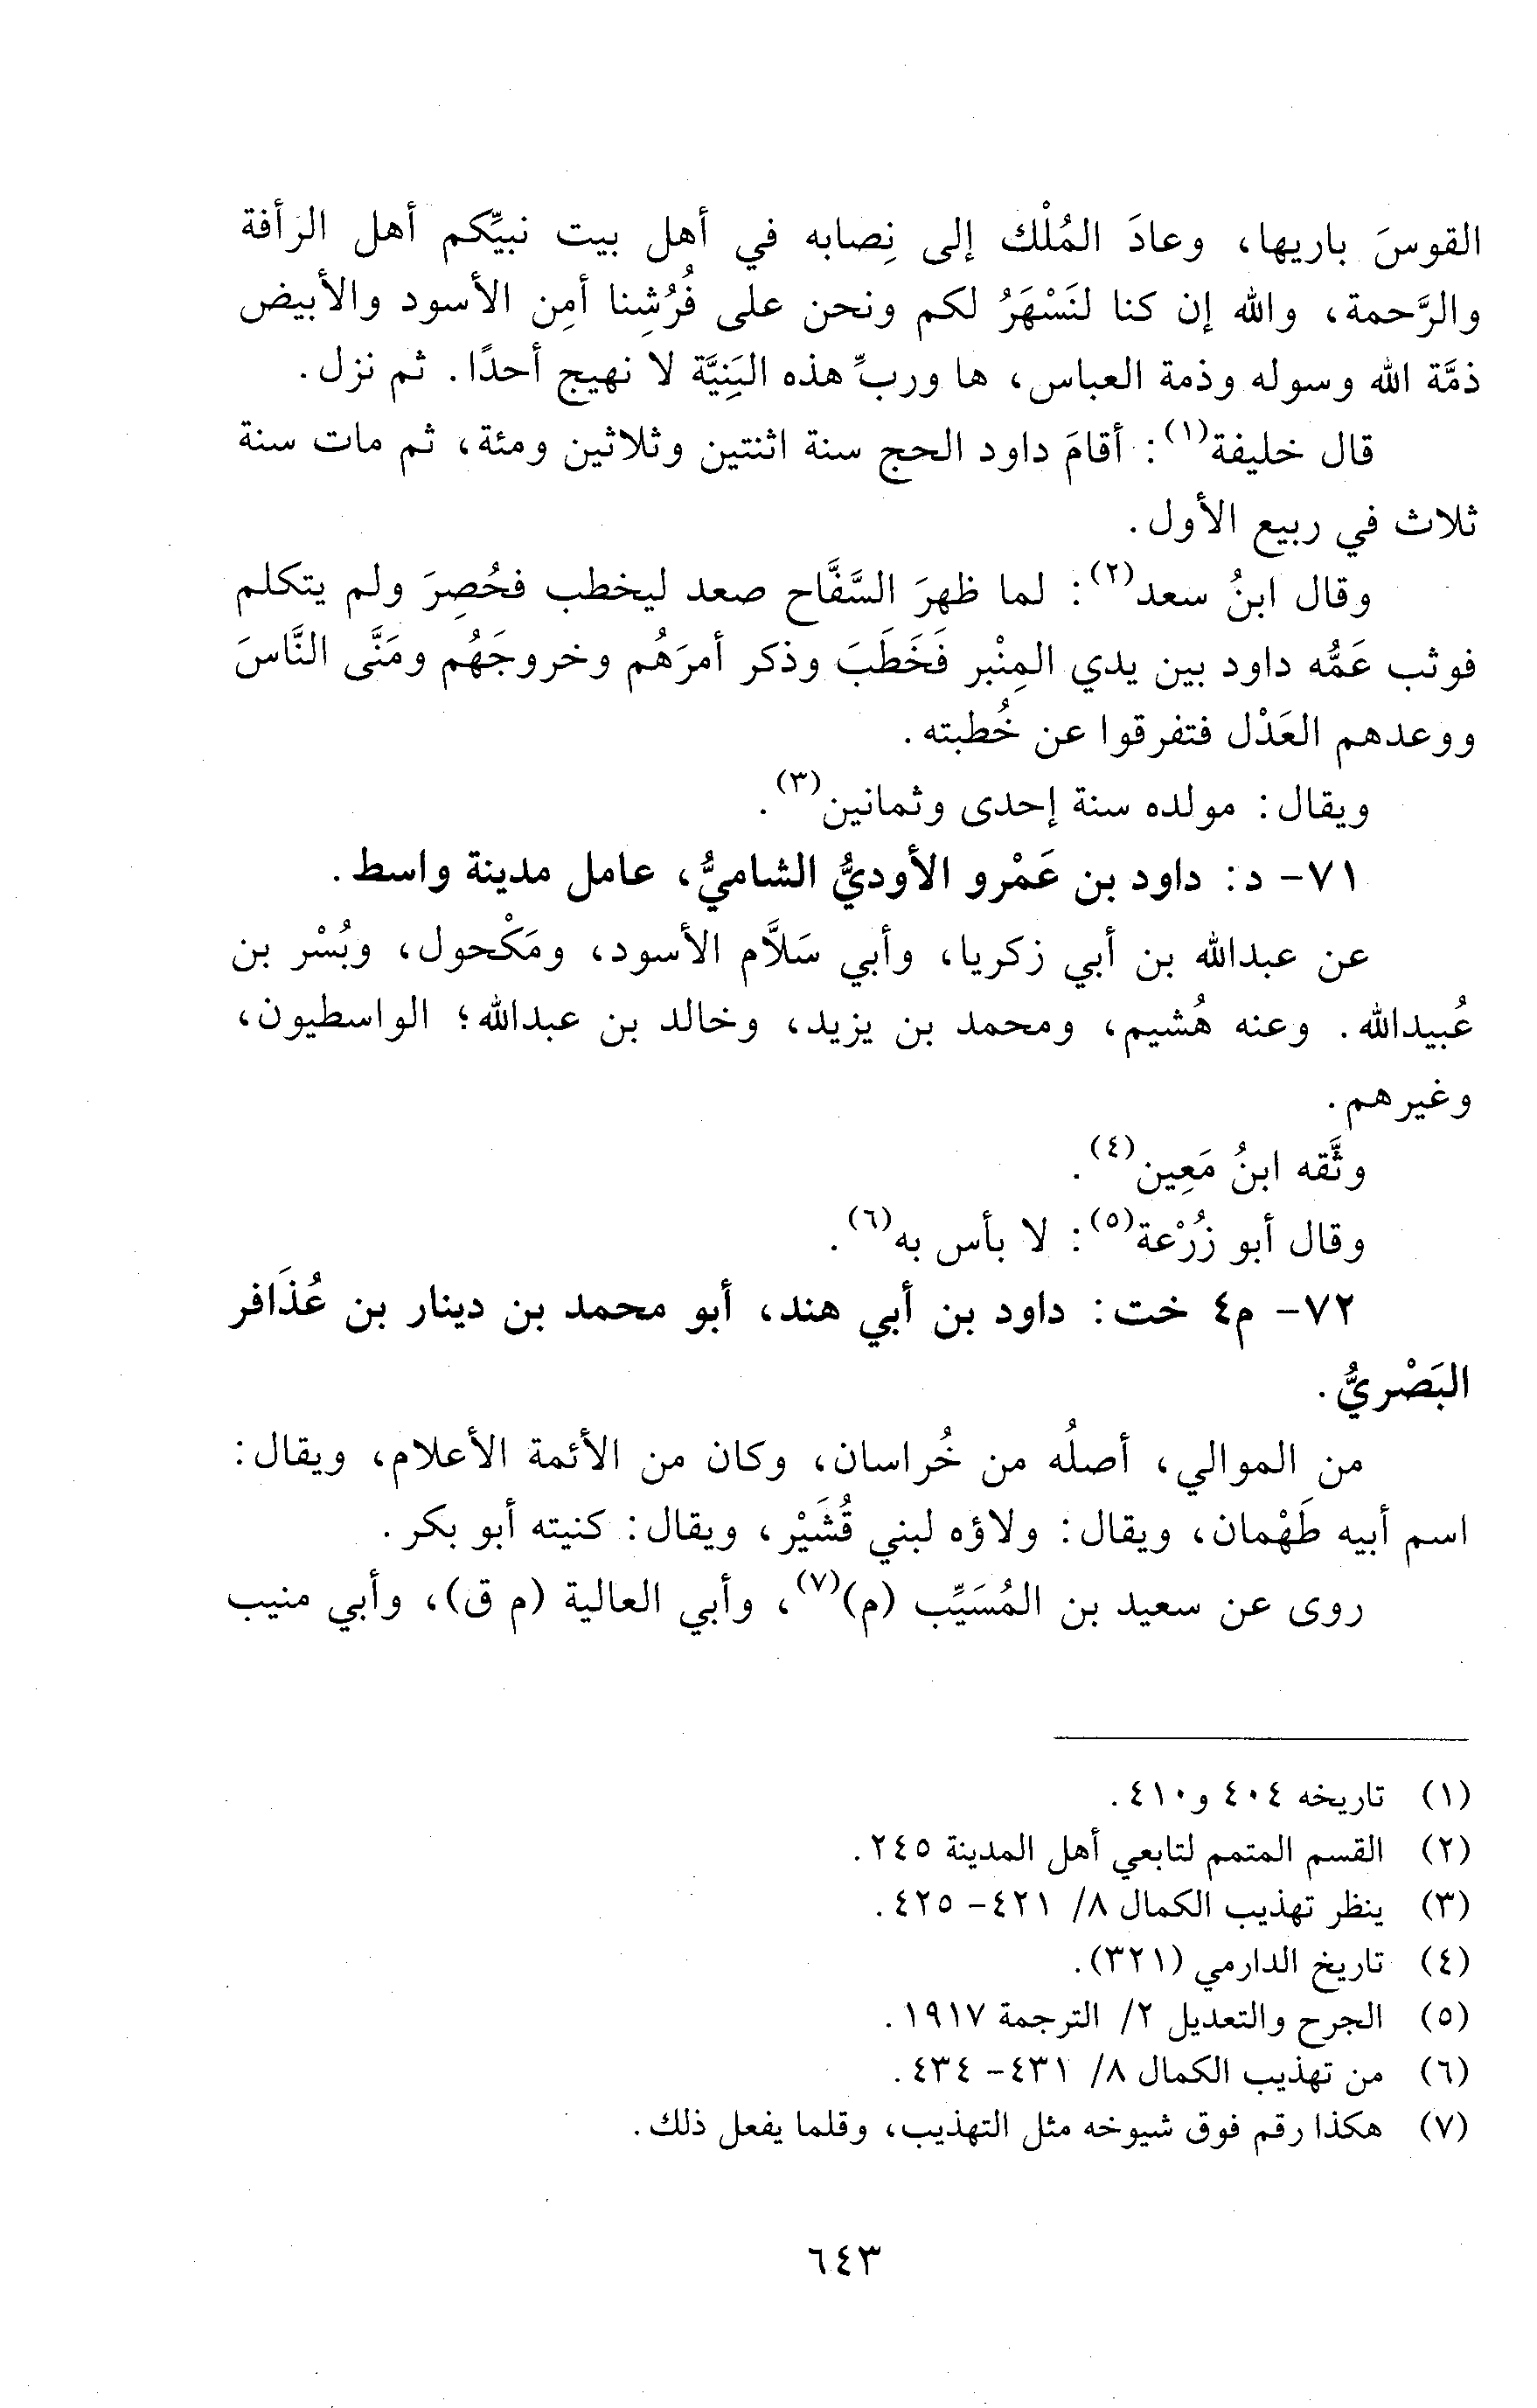 القوسَ باريها، وعادَ المُلْك إلى نِصابه في أهل بيت نبيِّكم أهل الرأفة
والرَّحمة، والله إن كنا لنَسْهَرُ لكم ونحن على فُرُشِنا أمِن الأسود والأبيض
ذمَّة الله وسوله وذمة العباس، ها وربِّ هذه البَنِيَّة لا نهيج أحدًا. ثم نزل.
قال خليفة(١): أقامَ داود الحج سنة اثنتين وثلاثين ومئة، ثم مات سنة
ثلاث في ربيع الأول.
وقال ابنُ سعد(٢): لما ظهرَ السَّفَّاح صعد ليخطب فحُصِرَ ولم يتكلم
فوثب عَمُّه داود بين يدي المِنْبر فَخَطَبَ وذكر أمرَهُم وخروجَهُم ومَنَّى النَّاسَ
ووعدهم العَدْل فتفرقوا عن خُطبته.
ويقال: مولده سنة إحدى وثمانين(٣).
٧١- د: داود بن عَمْرو الأوديُّ الشاميُّ، عامل مدينة واسط.
عن عبدالله بن أبي زكريا، وأبي سَلاَّم الأسود، ومَكْحول، وبُسْر بن
عُبيدالله. وعنه هُشيم، ومحمد بن يزيد، وخالد بن عبدالله؛ الواسطيون،
وغيرهم.
وثَّقه ابنُ مَعِين(٤).
وقال أبو زُرْعة(٥): لا بأس به(٦).
٧٢- م٤ خت: داود بن أبي هند، أبو محمد بن دينار بن عُذَافر
البَصْريُّ.
من الموالي، أصلُه من خُراسان، وكان من الأئمة الأعلام، ويقال:
اسم أبيه طَهْمان، ويقال: ولاؤه لبني قُشَيْر، ويقال: كنيته أبو بكر.
روى عن سعيد بن المُسَيِّب (م)(٧)، وأبي العالية (م ق)، وأبي منيب
(١) تاريخه ٤٠٤ و٤١٠.
(٢) القسم المتمم لتابعي أهل المدينة ٢٤٥.
(٣) ينظر تهذيب الكمال ٨/ ٤٢١- ٤٢٥.
(٤) تاريخ الدارمي (٣٢١).
(٥) الجرح والتعديل ٢/ الترجمة ١٩١٧.
(٦) من تهذيب الكمال ٨/ ٤٣١- ٤٣٤.
(٧) هكذا رقم فوق شيوخه مثل التهذيب، وقلما يفعل ذلك.
٦٤٣